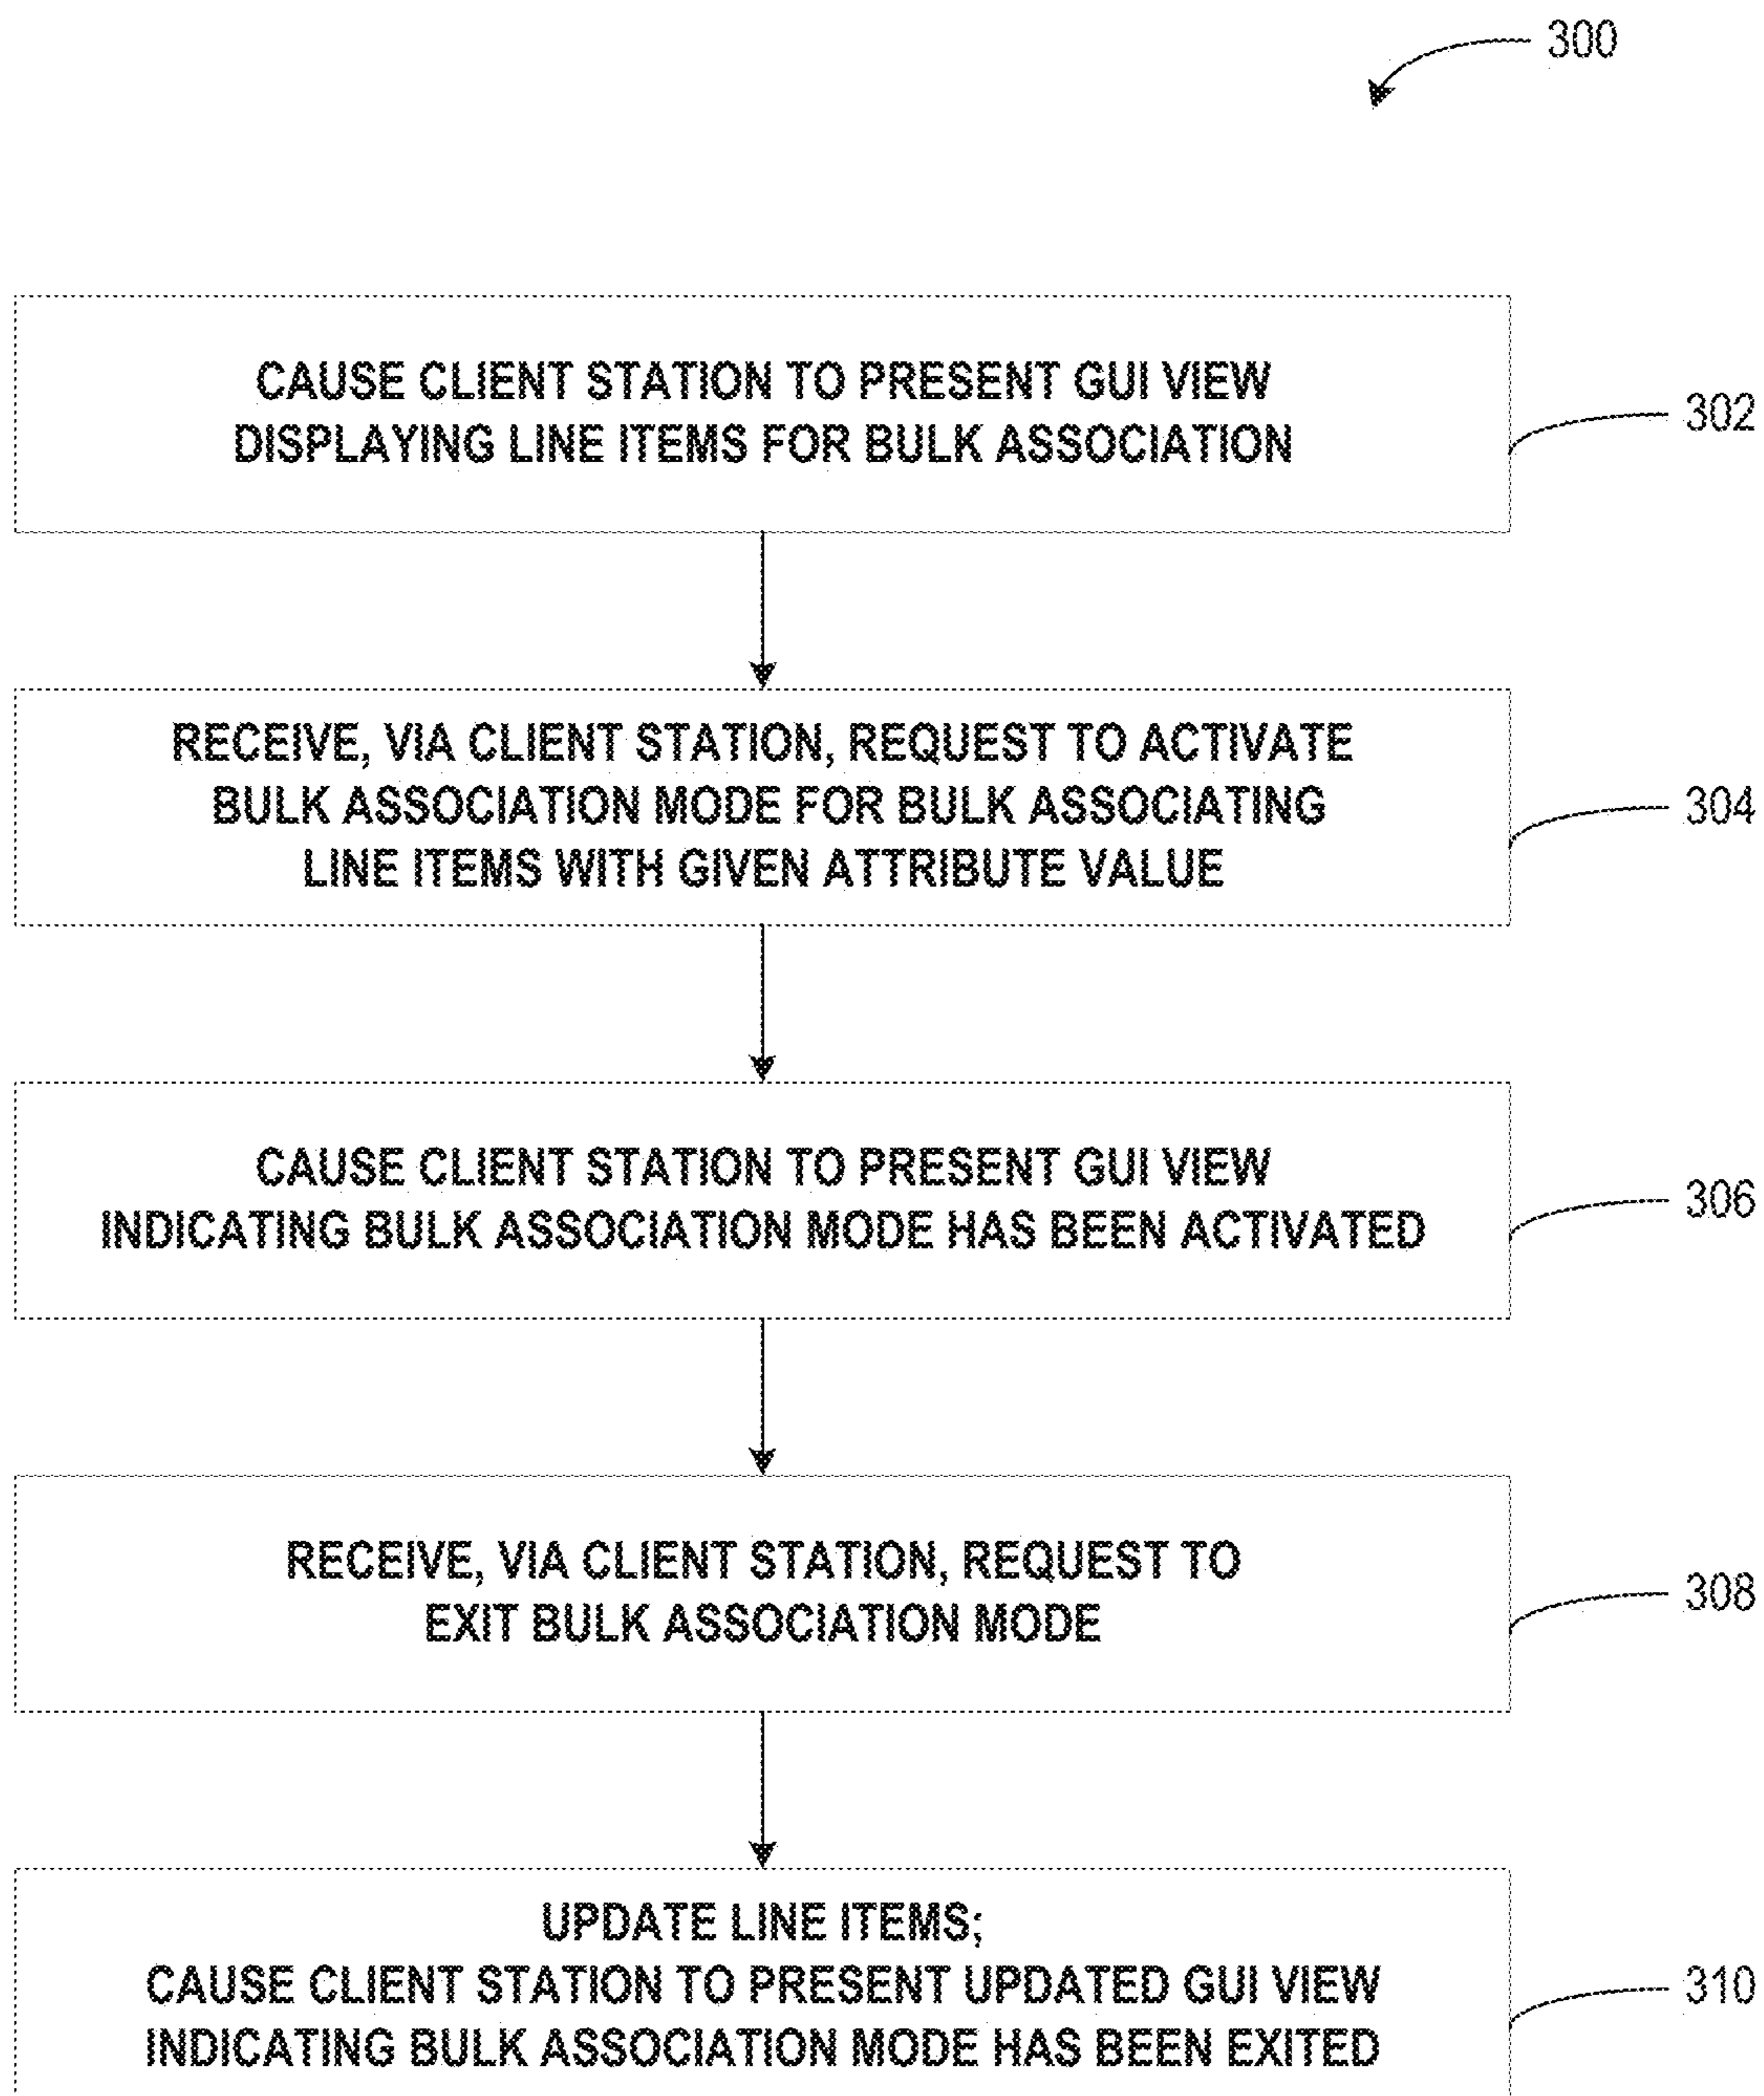 300
CAUSE CLIENT STATION TO PRESENT GUI VIEW
DISPLAYING LINE ITEMS FOR BULK ASSOCIATION
302
RECEIVE, VIA CLIENT STATION, REQUEST TO ACTIVATE
BULK ASSOCIATION MODE FOR BULK ASSOCIATING
LINE ITEMS WITH GIVEN ATTRIBUTE VALUE
304
CAUSE CLIENT STATION TO PRESENT GUI VIEW
INDICATING BULK ASSOCIATION MODE HAS BEEN ACTIVATED
306
RECEIVE, VIA CLIENT STATION, REQUEST TO
EXIT BULK ASSOCIATION MODE
308
UPDATE LINE ITEMS;
CAUSE CLIENT STATION TO PRESENT UPDATED GUI VIEW
INDICATING BULK ASSOCIATION MODE HAS BEEN EXITED
310